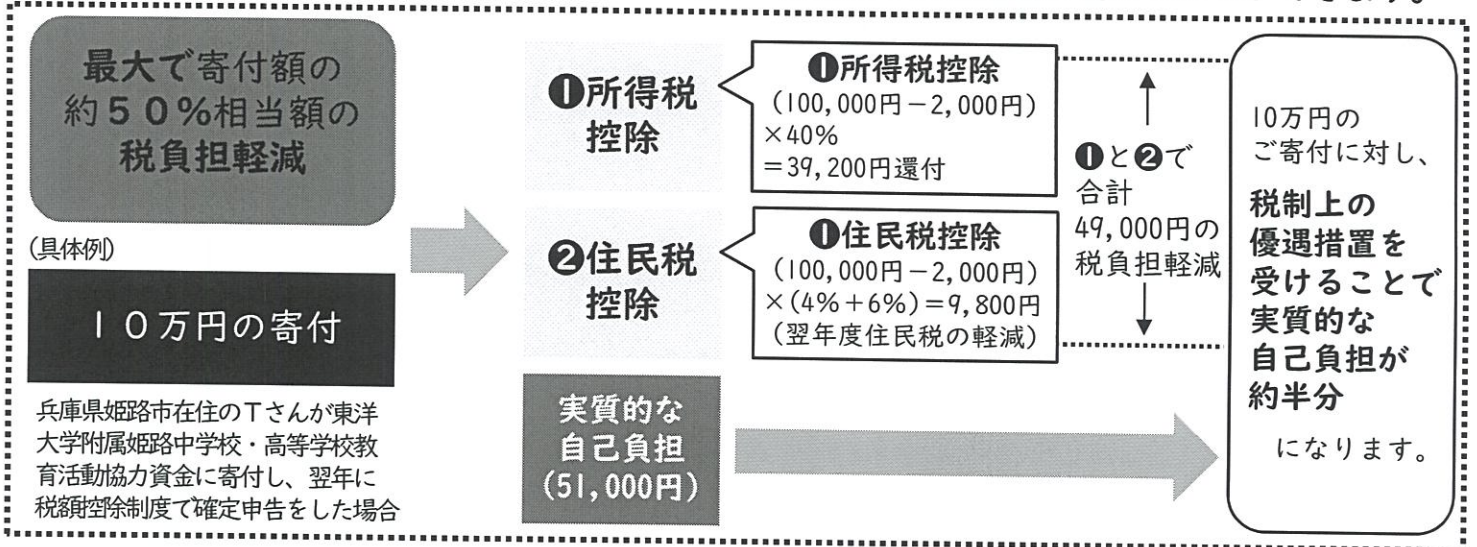 きます。
最大で寄付額の
約50%相当額の
税負担軽減
(具体例)
10万円の寄付
兵庫県姫路市在住のTさんが東洋
大学附属姫路中学校・高等学校教
育活動協力資金に寄付し、翌年に
税額控除制度で確定申告をした場合
❶所得税
控除
❶所得税控除
(100,000円-2,000円)
×40%
=39,200円還付
❷住民税
控除
❶住民税控除
(100,000円-2,000円)
×(4%+6%)=9,800円
(翌年度住民税の軽減)
実質的な
自己負担
(51,000円)
❶と❷で
合計
49,000円の
税負担軽減
10万円の
ご寄付に対し、
税制上の
優遇措置を
受けることで
実質的な
自己負担が
約半分
になります。